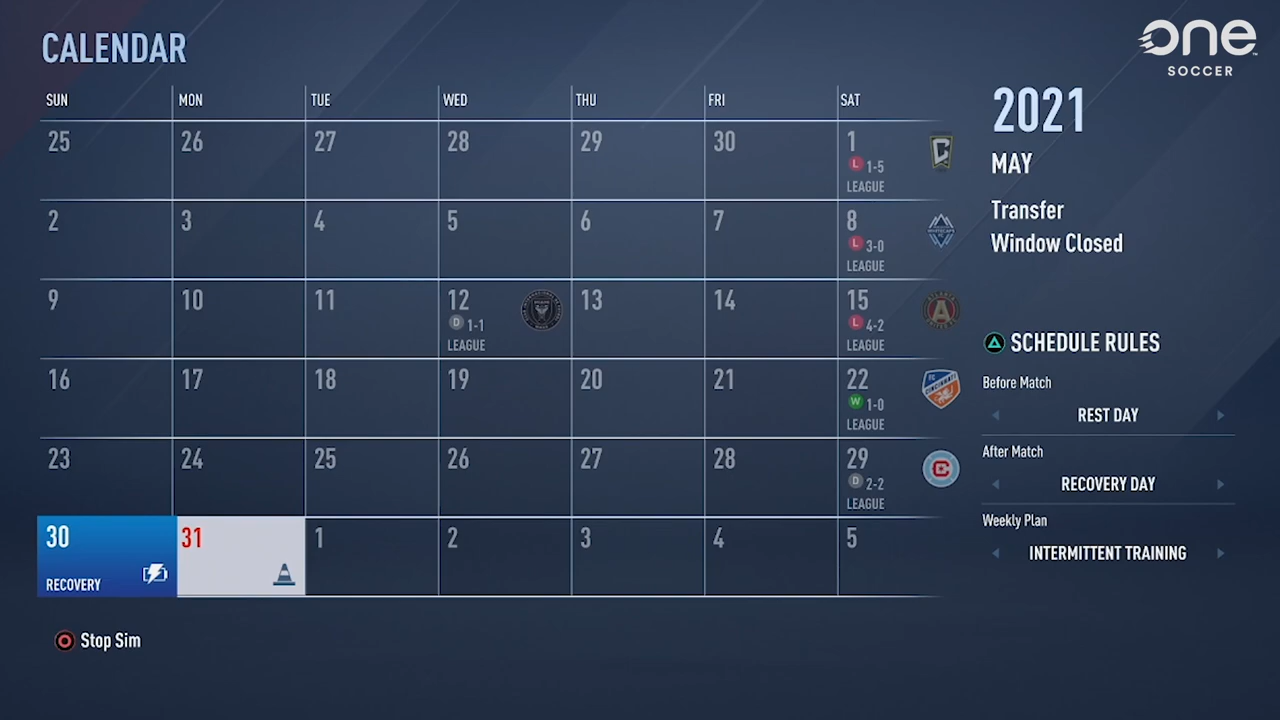 CALENDAR
one
SOCCER
SUN MON TUE WED THU FRI SAT
25 26 27 28 29 30 1
L 1-5
LEAGUE
2 3 4 5 6 7 8
L 3-0
LEAGUE
9 10 11 12 13 14 15
D 1-1 L 4-2
LEAGUE LEAGUE
16 17 18 19 20 21 22
W 1-0
LEAGUE
23 24 25 26 27 28 29
D 2-2
LEAGUE
30 31 1 2 3 4 5
RECOVERY
Stop Sim
2021
MAY
Transfer
Window Closed
SCHEDULE RULES
Before Match
REST DAY
After Match
RECOVERY DAY
Weekly Plan
INTERMITTENT TRAINING